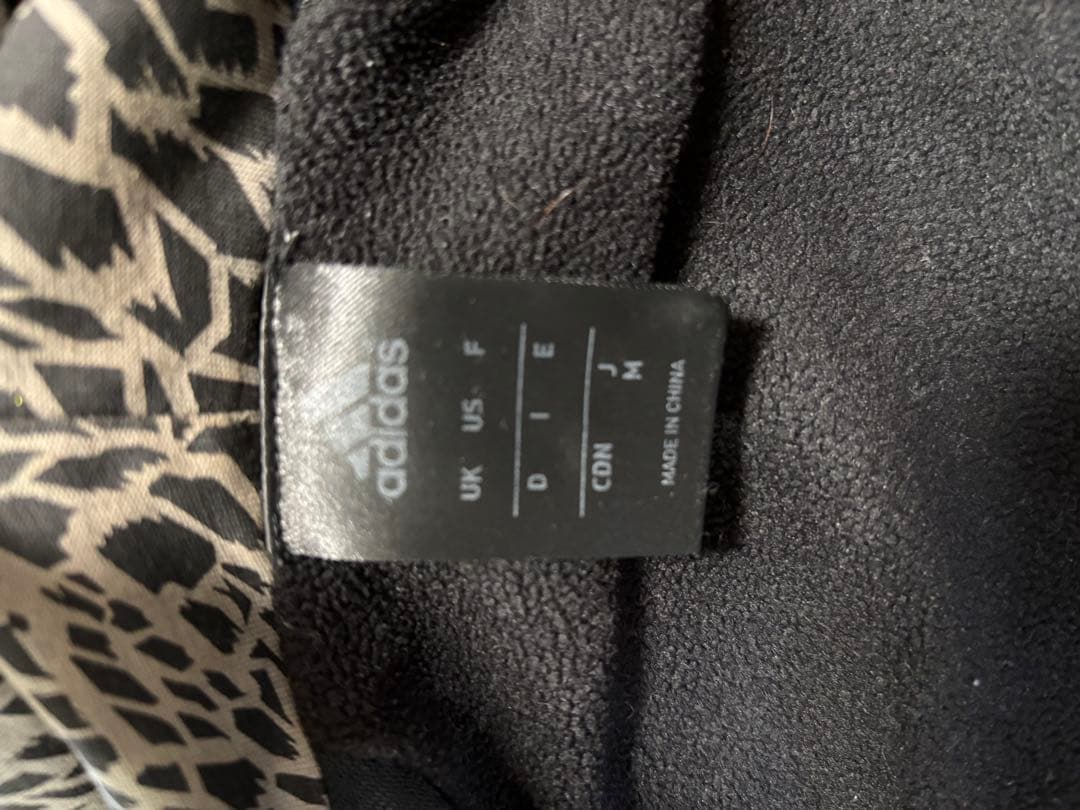 adidas
UK US F
D I E
CDN J
M
MADE IN CHINA